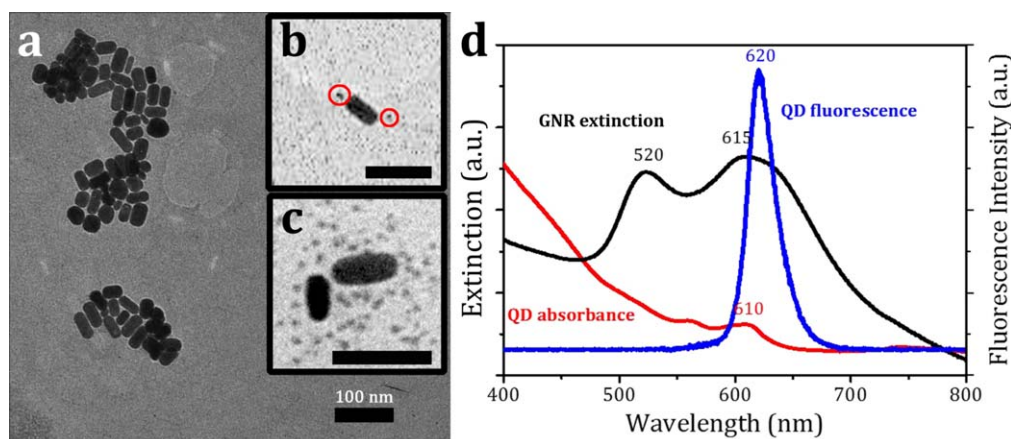 a
b
c
100 nm
d
620
QD fluorescence
GNR extinction
615
520
QD absorbance
610
Extinction (a.u.)
Fluorescence Intensity (a.u.)
400 500 600 700 800
Wavelength (nm)